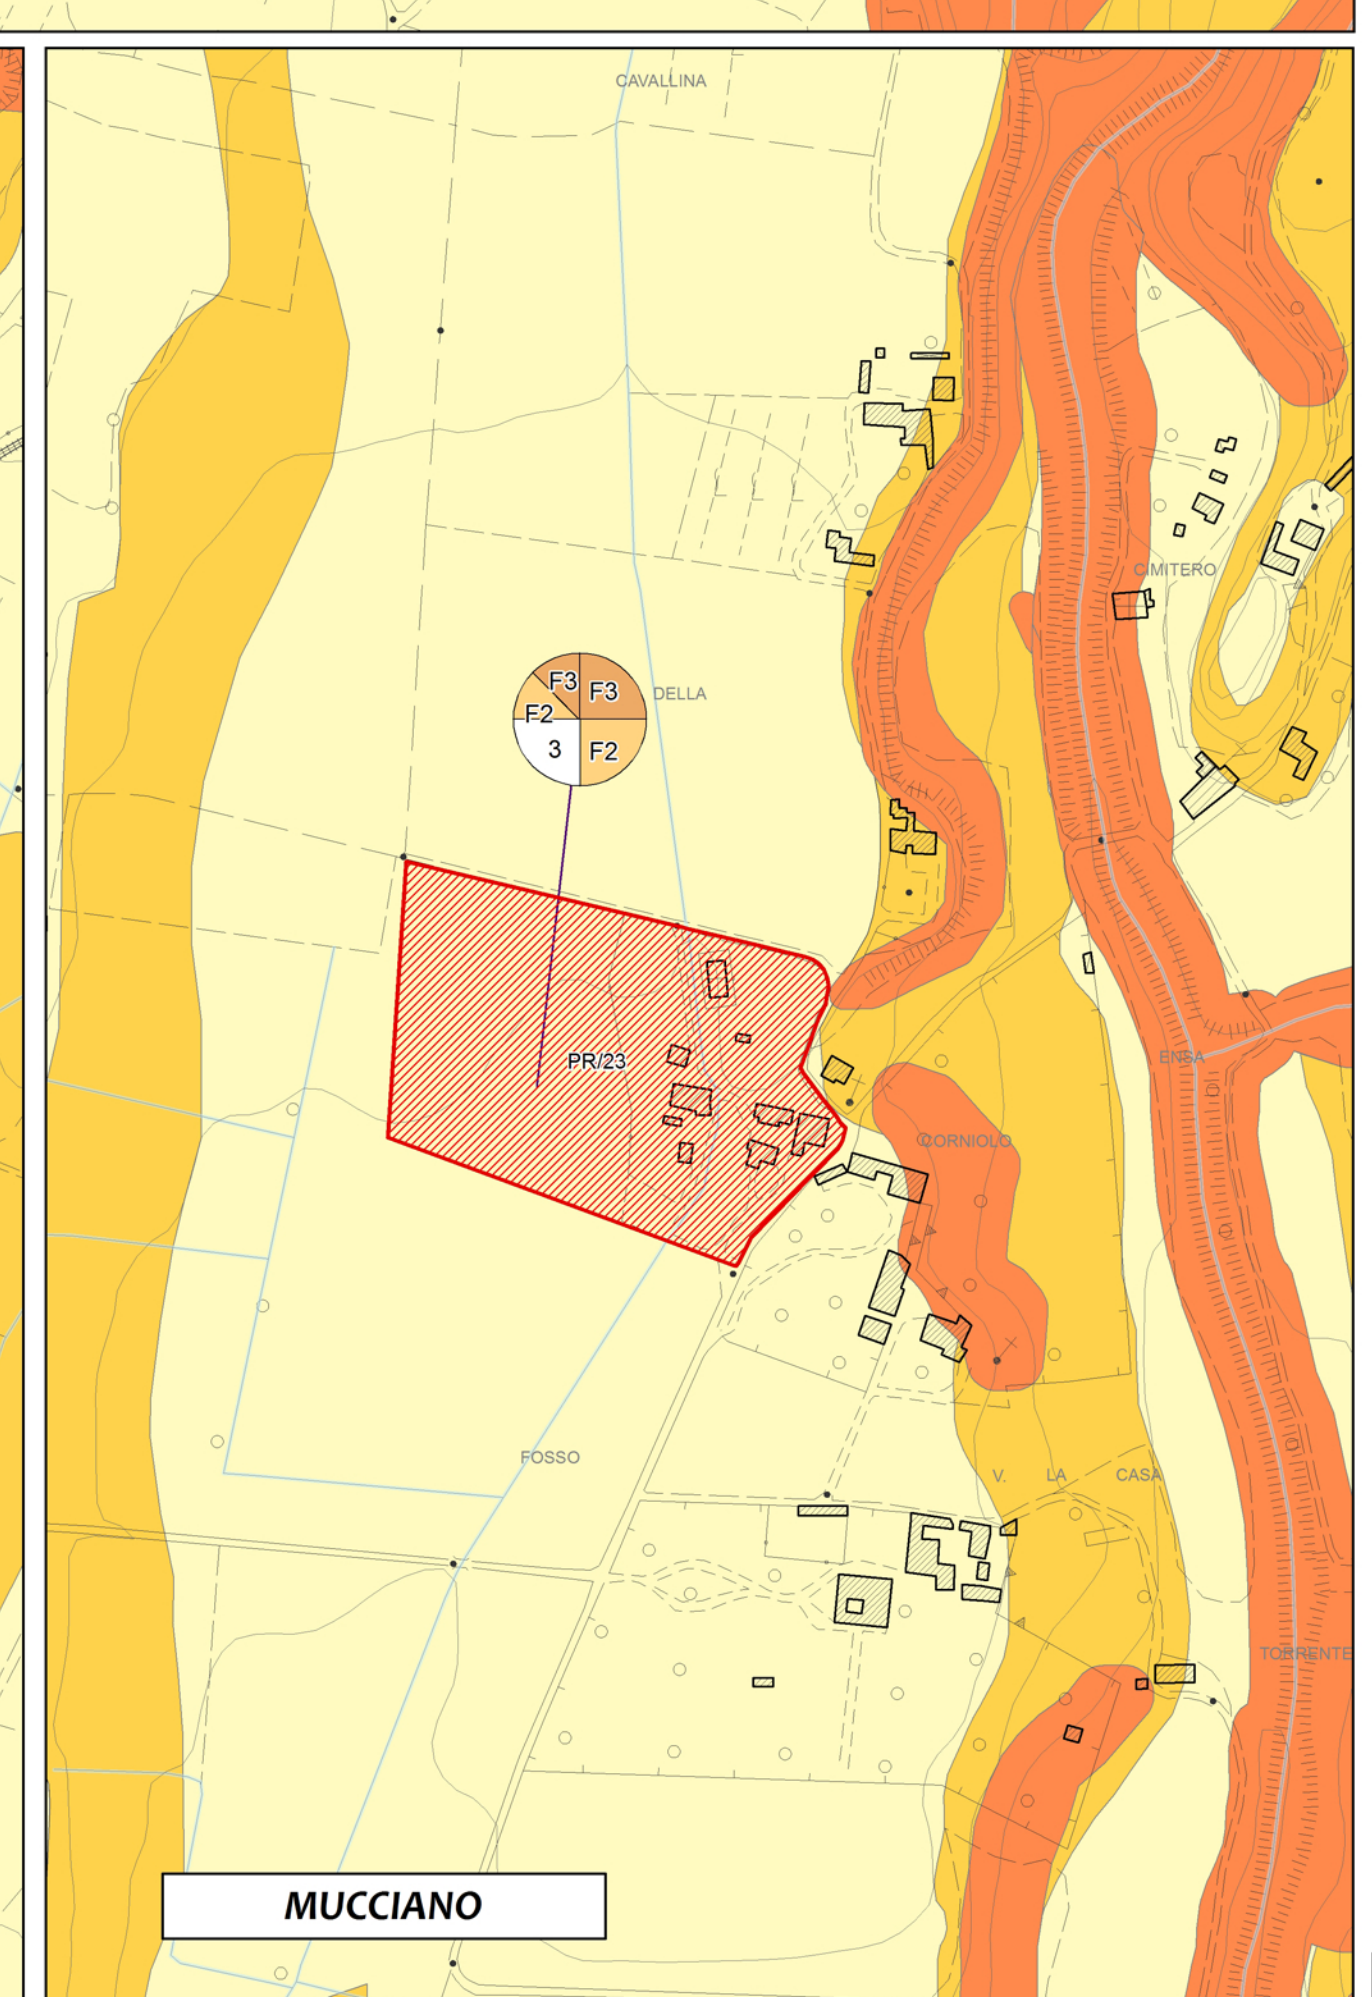 CAVALLINA
CIMITERO
F3
F3
DELLA
F2
3
F2
PR/23
ENSA
CORNIOLO
FOSSO
V. LA CASA
TORRENTE
MUCCIANO